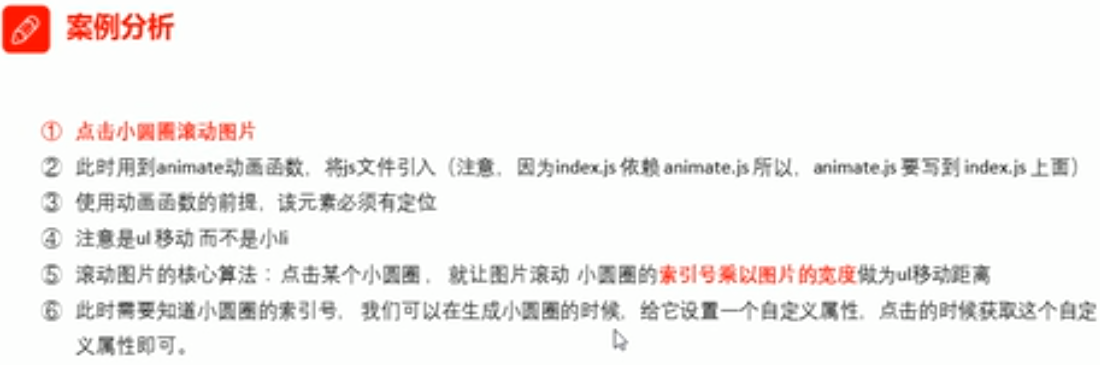 案例分析
① 点击小圆圈滚动图片
② 此时用到animate动画函数，将js文件引入（注意，因为index.js 依赖 animate.js 所以，animate.js 要写到 index.js 上面）
③ 使用动画函数的前提，该元素必须有定位
④ 注意是ul 移动 而不是小li
⑤ 滚动图片的核心算法：点击某个小圆圈，就让图片滚动 小圆圈的索引号乘以图片的宽度做为ul移动距离
⑥ 此时需要知道小圆圈的索引号，我们可以在生成小圆圈的时候，给它设置一个自定义属性，点击的时候获取这个自定
义属性即可。